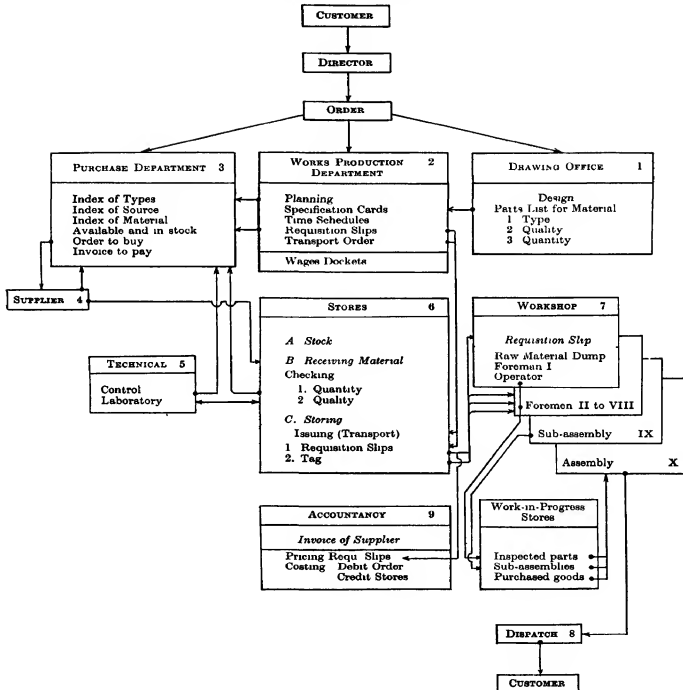 CUSTOMER
DIRECTOR
ORDER
PURCHASE DEPARTMENT 3
Index of Types
Index of Source
Index of Material
Available and in stock
Order to buy
Invoice to pay
WORKS PRODUCTION 2
DEPARTMENT
Planning
Specification Cards
Time Schedules
Requisition Slips
Transport Order
Wages Dockets
DRAWING OFFICE 1
Design
Parts List for Material
1 Type
2 Quality
3 Quantity
SUPPLIER 4
TECHNICAL 5
Control
Laboratory
STORES 6
A Stock
B Receiving Material
Checking
1. Quantity
2 Quality
C. Storing
Issuing (Transport)
1 Requisition Slips
2. Tag
WORKSHOP 7
Requisition Slip
Raw Material Dump
Foreman I
Operator
Foremen II to VIII
Sub-assembly IX
Assembly X
ACCOUNTANCY 9
Invoice of Supplier
Pricing Requ Slips
Costing Debit Order
Credit Stores
Work-in-Progress
Stores
Inspected parts
Sub-assemblies
Purchased goods
DISPATCH 8
CUSTOMER